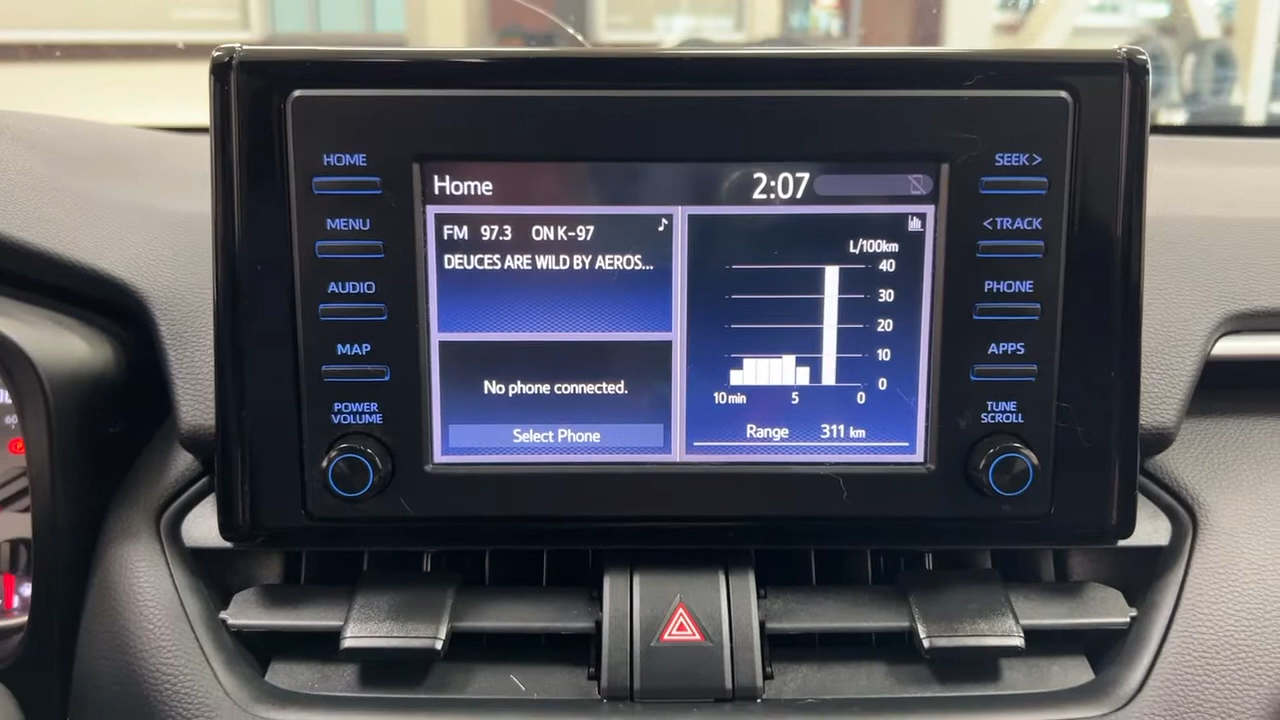 HOME
MENU
AUDIO
MAP
POWER
VOLUME
Home
2:07
FM 97.3 ON K-97
DEUCES ARE WILD BY AEROS...
No phone connected.
Select Phone
L/100km
40
30
20
10
0
10 min 5 0
Range 311 km
SEEK >
< TRACK
PHONE
APPS
TUNE
SCROLL